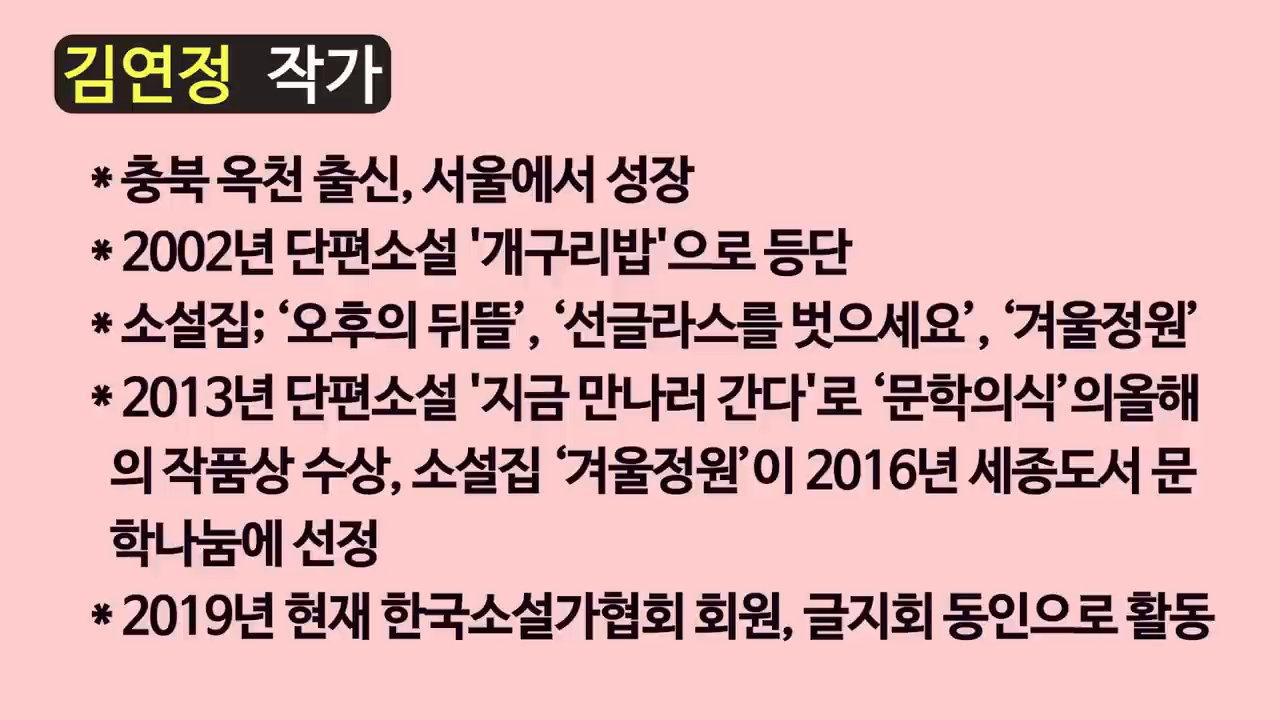 김연정 작가
* 충북 옥천 출신, 서울에서 성장
* 2002년 단편소설 '개구리밥'으로 등단
* 소설집; ‘오후의 뒤뜰’, ‘선글라스를 벗으세요’, ‘겨울정원’
* 2013년 단편소설 '지금 만나러 간다'로 ‘문학의식’의올해
의 작품상 수상, 소설집 ‘겨울정원’이 2016년 세종도서 문
학나눔에 선정
* 2019년 현재 한국소설가협회 회원, 글지회 동인으로 활동